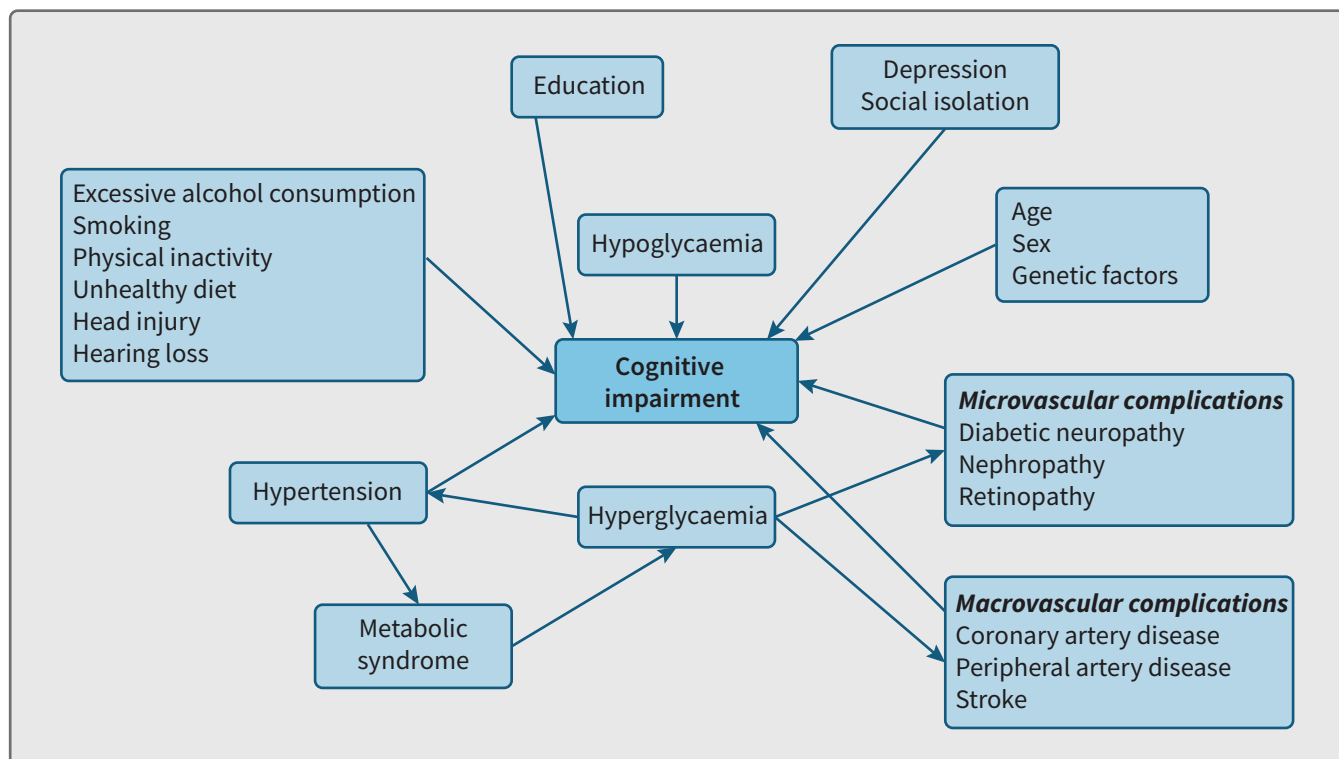 Education
Depression
Social isolation
Excessive alcohol consumption
Smoking
Physical inactivity
Unhealthy diet
Head injury
Hearing loss
Hypoglycaemia
Age
Sex
Genetic factors
Cognitive
impairment
Microvascular complications
Diabetic neuropathy
Nephropathy
Retinopathy
Hypertension
Hyperglycaemia
Metabolic
syndrome
Macrovascular complications
Coronary artery disease
Peripheral artery disease
Stroke